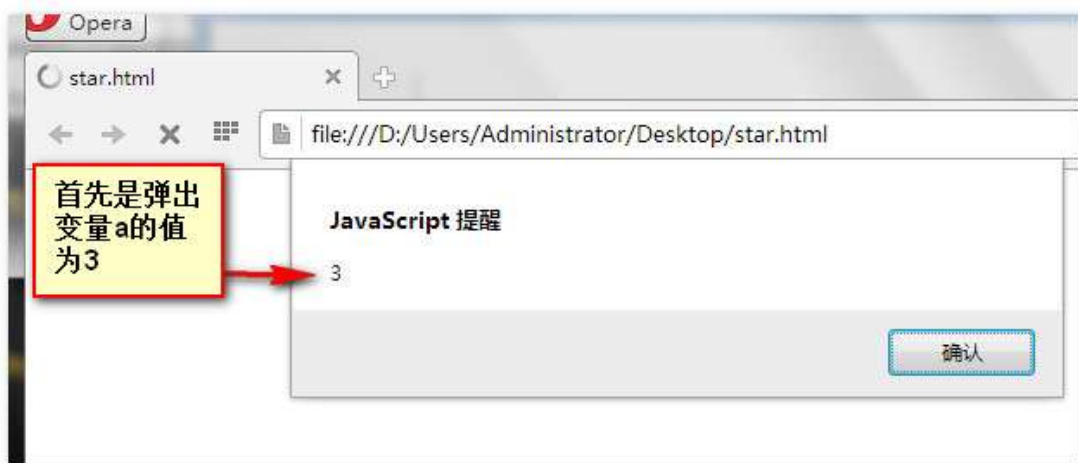 Opera
star.html
file:///D:/Users/Administrator/Desktop/star.html
首先是弹出
变量a的值
为3
JavaScript 提醒
3
确认